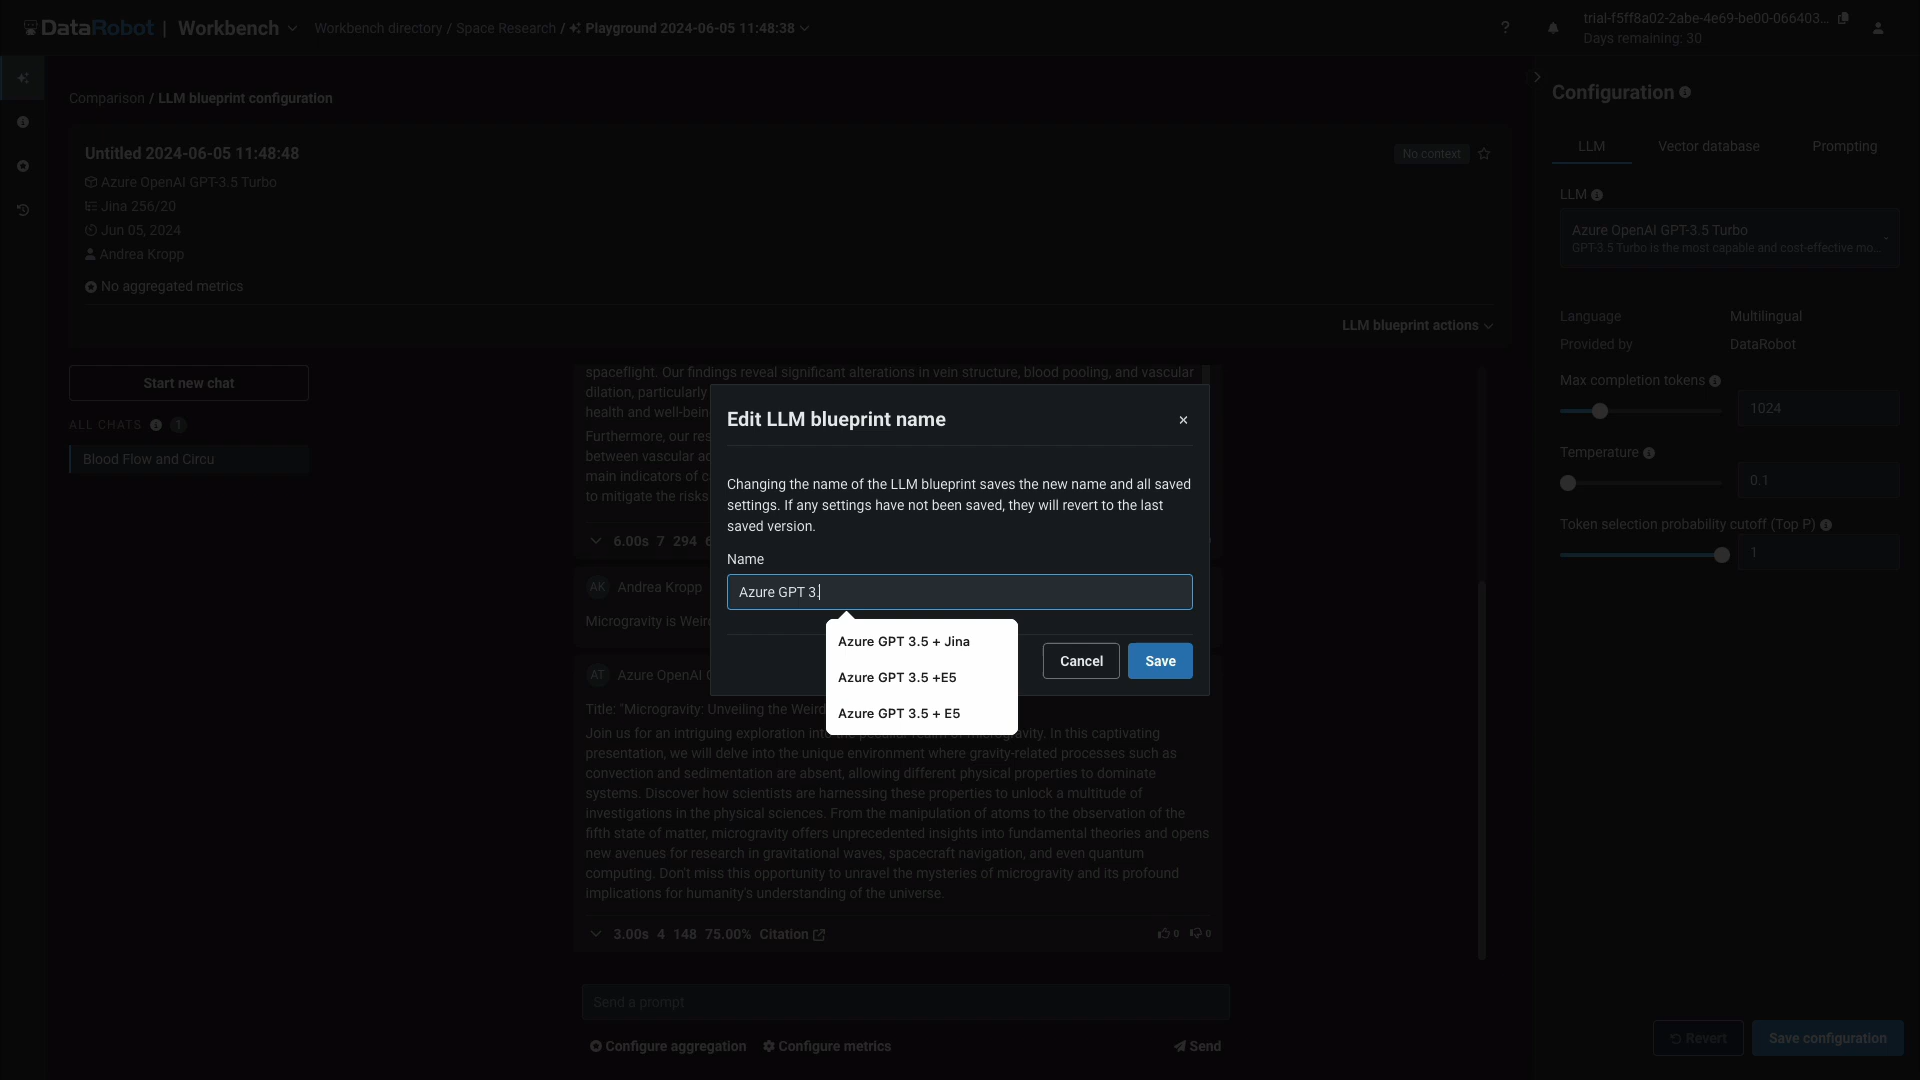 DataRobot | Workbench
Workbench directory / Space Research / Playground 2024-06-05 11:48:38
trial-f5ff8a02-2abe-4e69-be00-066403...
Days remaining: 30
Comparison / LLM blueprint configuration
Untitled 2024-06-05 11:48:48
No context
Azure OpenAI GPT-3.5 Turbo
Jina 256/20
Jun 05, 2024
Andrea Kropp
No aggregated metrics
LLM blueprint actions
Start new chat
ALL CHATS 1
Blood Flow and Circu
spaceflight. Our findings reveal significant alterations in vein structure, blood pooling, and vascular
dilation, particularly
health and well-bein
Furthermore, our res
between vascular ac
main indicators of c
to mitigate the risks
6.00s 7 294
AK Andrea Kropp
Microgravity is Weird
AT Azure OpenAI
Title: "Microgravity: Unveiling the Weird
Join us for an intriguing exploration into the peculiar realm of microgravity. In this captivating
presentation, we will delve into the unique environment where gravity-related processes such as
convection and sedimentation are absent, allowing different physical properties to dominate
systems. Discover how scientists are harnessing these properties to unlock a multitude of
investigations in the physical sciences. From the manipulation of atoms to the observation of the
fifth state of matter, microgravity offers unprecedented insights into fundamental theories and opens
new avenues for research in gravitational waves, spacecraft navigation, and even quantum
computing. Don't miss this opportunity to unravel the mysteries of microgravity and its profound
implications for humanity's understanding of the universe.
3.00s 4 148 75.00% Citation
0 0
Send a prompt
Configure aggregation Configure metrics
Send
Edit LLM blueprint name
×
Changing the name of the LLM blueprint saves the new name and all saved
settings. If any settings have not been saved, they will revert to the last
saved version.
Name
Azure GPT 3.
Azure GPT 3.5 + Jina
Azure GPT 3.5 +E5
Azure GPT 3.5 + E5
Cancel
Save
Configuration
LLM Vector database Prompting
LLM
Azure OpenAI GPT-3.5 Turbo
GPT-3.5 Turbo is the most capable and cost-effective mo...
Language Multilingual
Provided by DataRobot
Max completion tokens
1024
Temperature
0.1
Token selection probability cutoff (Top P)
1
Revert
Save configuration